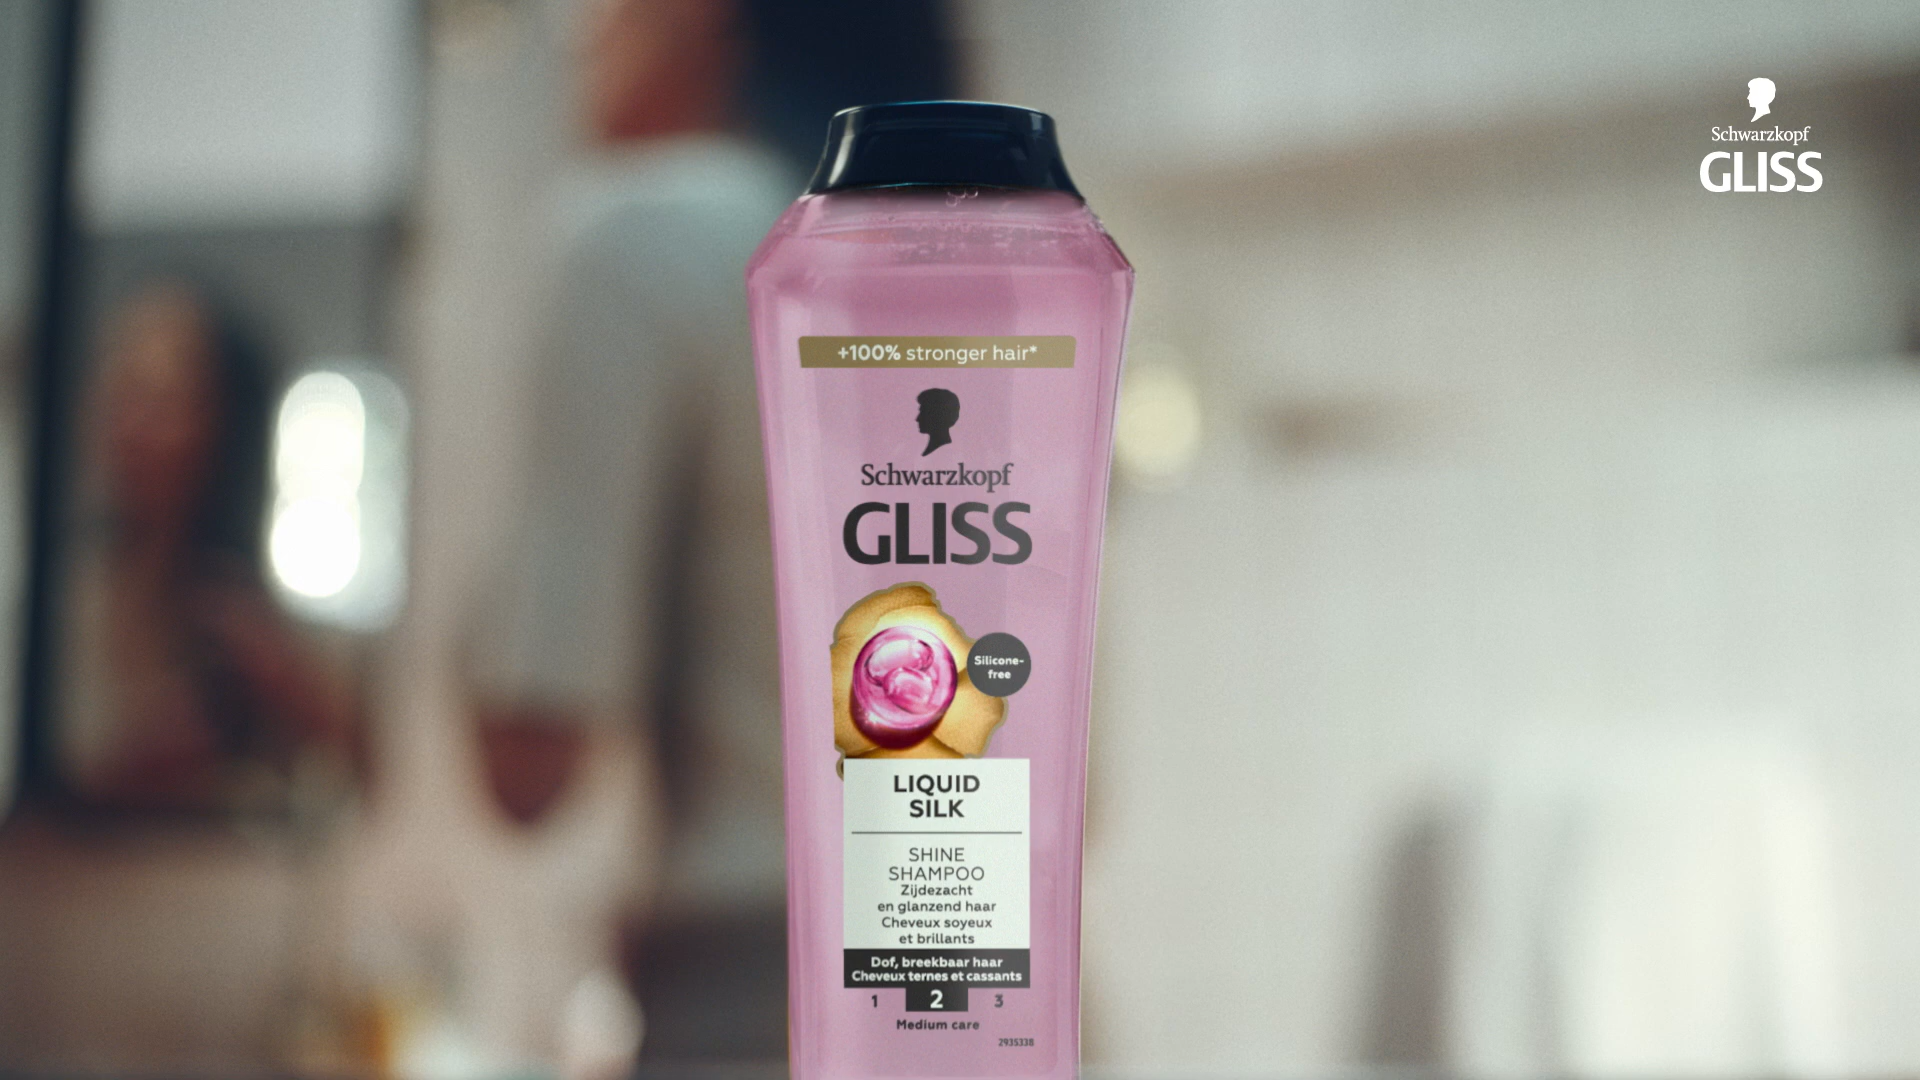 Schwarzkopf
GLISS
+100% stronger hair*
Schwarzkopf
GLISS
Silicone-
free
LIQUID
SILK
SHINE
SHAMPOO
Zijdezacht
en glanzend haar
Cheveux soyeux
et brillants
Dof, breekbaar haar
Cheveux ternes et cassants
1 2 3
Medium care
2935338